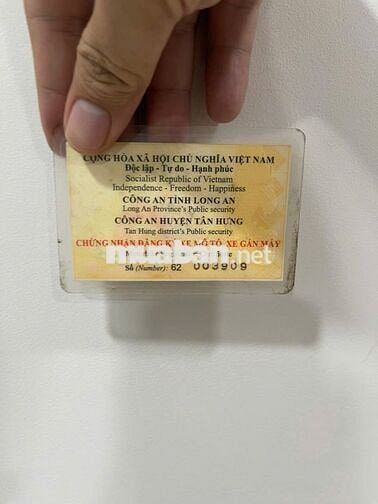 CỘNG HÒA XÃ HỘI CHỦ NGHĨA VIỆT NAM
Độc lập - Tự do - Hạnh phúc
Socialist Republic of Vietnam
Independence - Freedom - Happiness
CÔNG AN TỈNH LONG AN
Long An Province's Public security
CÔNG AN HUYỆN TÂN HƯNG
Tan Hung district's Public security
CHỨNG NHẬN ĐĂNG KÝ XE MÔ TÔ, XE GẮN MÁY
muaban.net
Số (Number): 62 003909